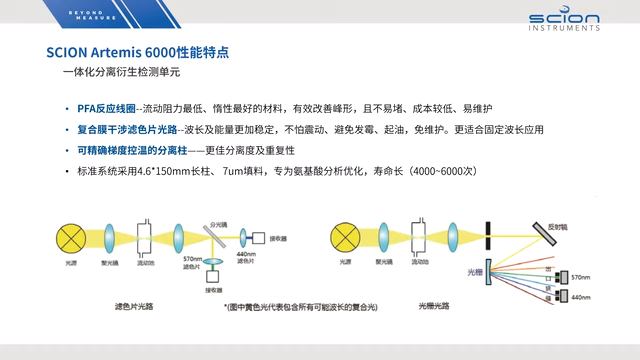 BEYOND
MEASURE
scion
INSTRUMENTS
SCION Artemis 6000性能特点
一体化分离衍生检测单元
• PFA反应线圈--流动阻力最低、惰性最好的材料，有效改善峰形，且不易堵、成本较低、易维护
• 复合膜干涉滤色片光路--波长及能量更加稳定，不怕震动、避免发霉、起油，免维护。更适合固定波长应用
• 可精确梯度控温的分离柱——更佳分离度及重复性
• 标准系统采用4.6*150mm长柱、 7um填料，专为氨基酸分析优化，寿命长（4000~6000次）
分光镜
接收器
440nm
滤色片
570nm
滤色片
光源
聚光镜
流动池
接收器
滤色片光路
*(图中黄色光代表包含所有可能波长的复合光)
反射镜
光源
聚光镜
流动池
光栅
出
口
狭
缝
570nm
440nm
光栅光路